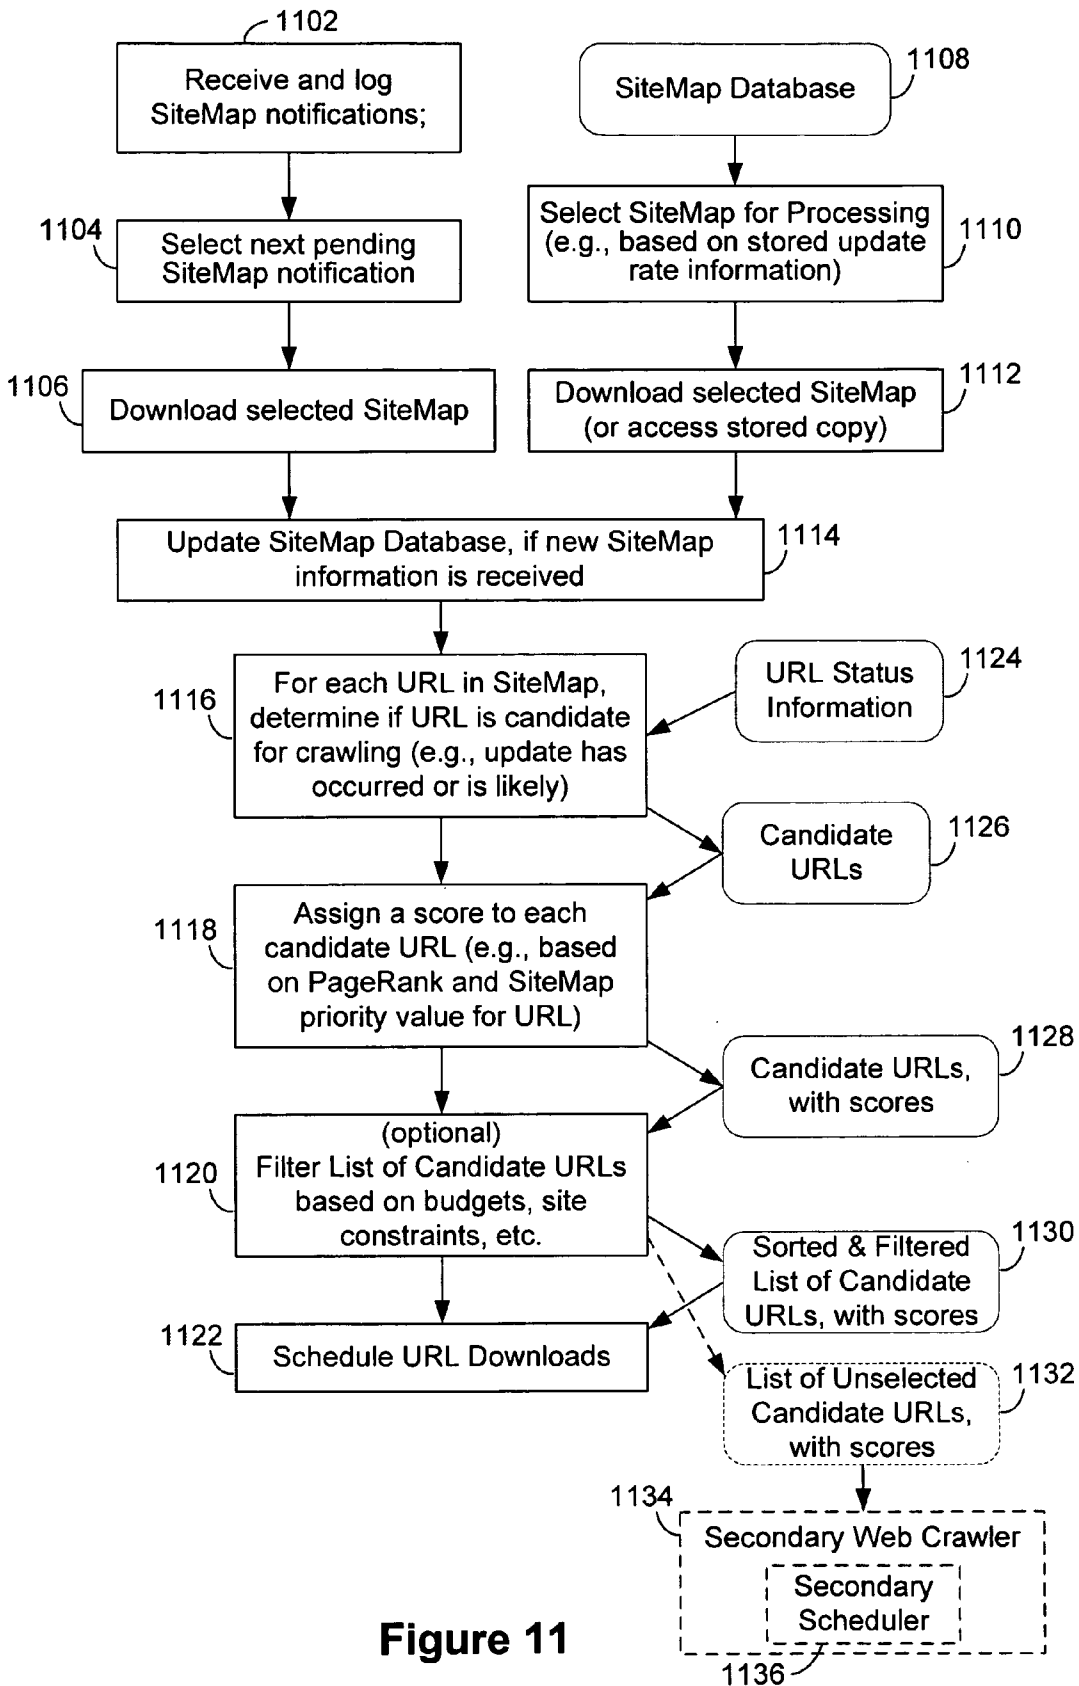 1102
Receive and log
SiteMap notifications;
1108
SiteMap Database
1104
Select next pending
SiteMap notification
1110
Select SiteMap for Processing
(e.g., based on stored update
rate information)
1106
Download selected SiteMap
1112
Download selected SiteMap
(or access stored copy)
1114
Update SiteMap Database, if new SiteMap
information is received
1116
For each URL in SiteMap,
determine if URL is candidate
for crawling (e.g., update has
occurred or is likely)
1124
URL Status
Information
1126
Candidate
URLs
1118
Assign a score to each
candidate URL (e.g., based
on PageRank and SiteMap
priority value for URL)
1128
Candidate URLs,
with scores
1120
(optional)
Filter List of Candidate URLs
based on budgets, site
constraints, etc.
1130
Sorted & Filtered
List of Candidate
URLs, with scores
1122
Schedule URL Downloads
1132
List of Unselected
Candidate URLs,
with scores
1134
Secondary Web Crawler
Secondary
Scheduler
1136
Figure 11